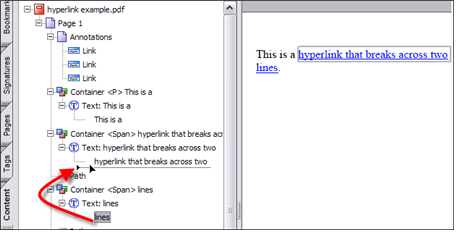 Bookmark
Signatures
Pages
Tags
Content
hyperlink example.pdf
Page 1
Annotations
Link
Link
Link
Container <P> This is a
Text: This is a
This is a
Container <Span> hyperlink that breaks acr
Text: hyperlink that breaks across two
hyperlink that breaks across two
Path
Container <Span> lines
Text: lines
lines
This is a hyperlink that breaks across two
lines.